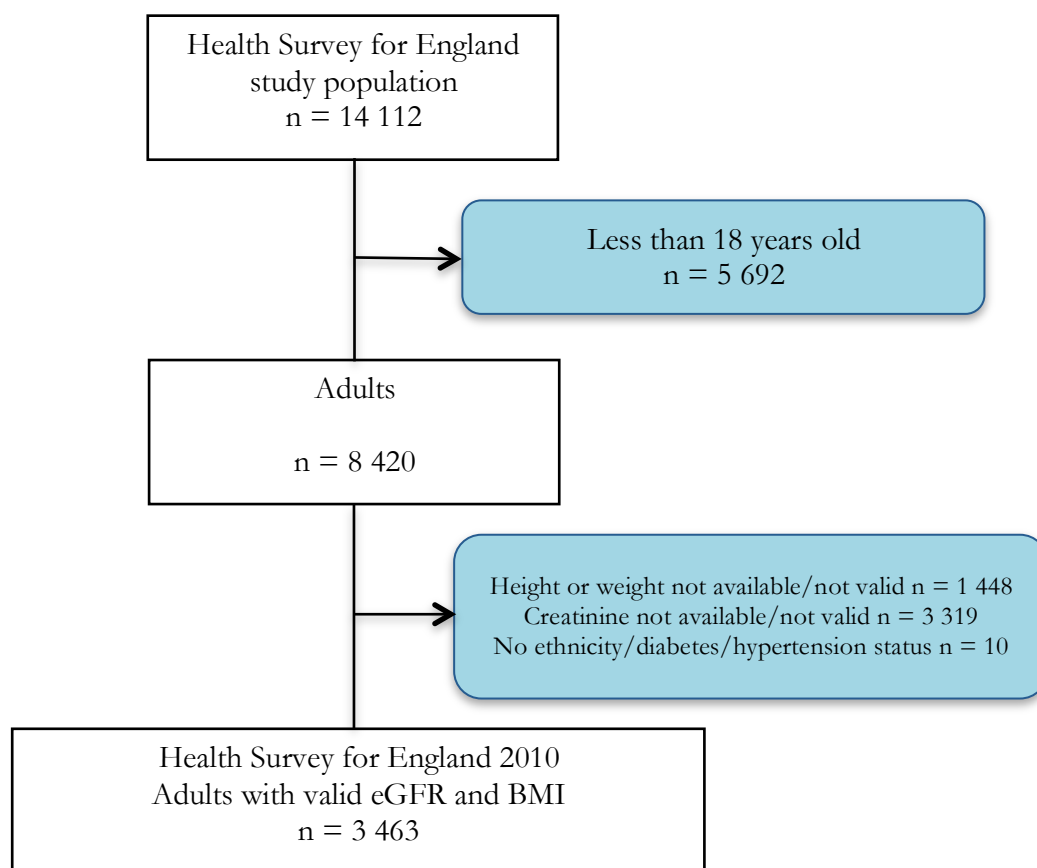 Health Survey for England
study population
n = 14 112
Less than 18 years old
n = 5 692
Adults
n = 8 420
Height or weight not available/not valid n = 1 448
Creatinine not available/not valid n = 3 319
No ethnicity/diabetes/hypertension status n = 10
Health Survey for England 2010
Adults with valid eGFR and BMI
n = 3 463